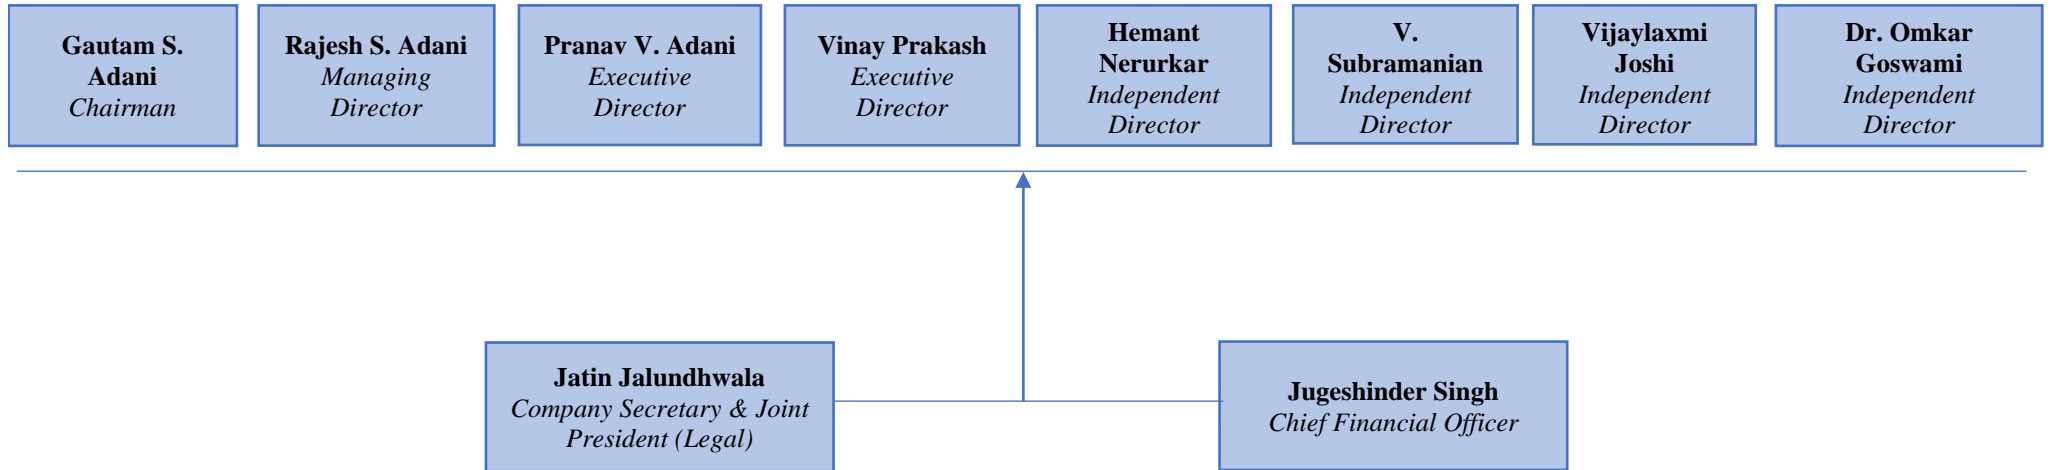 Gautam S.
Adani
Chairman
Rajesh S. Adani
Managing
Director
Pranav V. Adani
Executive
Director
Vinay Prakash
Executive
Director
Hemant
Nerurkar
Independent
Director
V.
Subramanian
Independent
Director
Vijaylaxmi
Joshi
Independent
Director
Dr. Omkar
Goswami
Independent
Director
Jatin Jalundhwala
Company Secretary & Joint
President (Legal)
Jugeshinder Singh
Chief Financial Officer